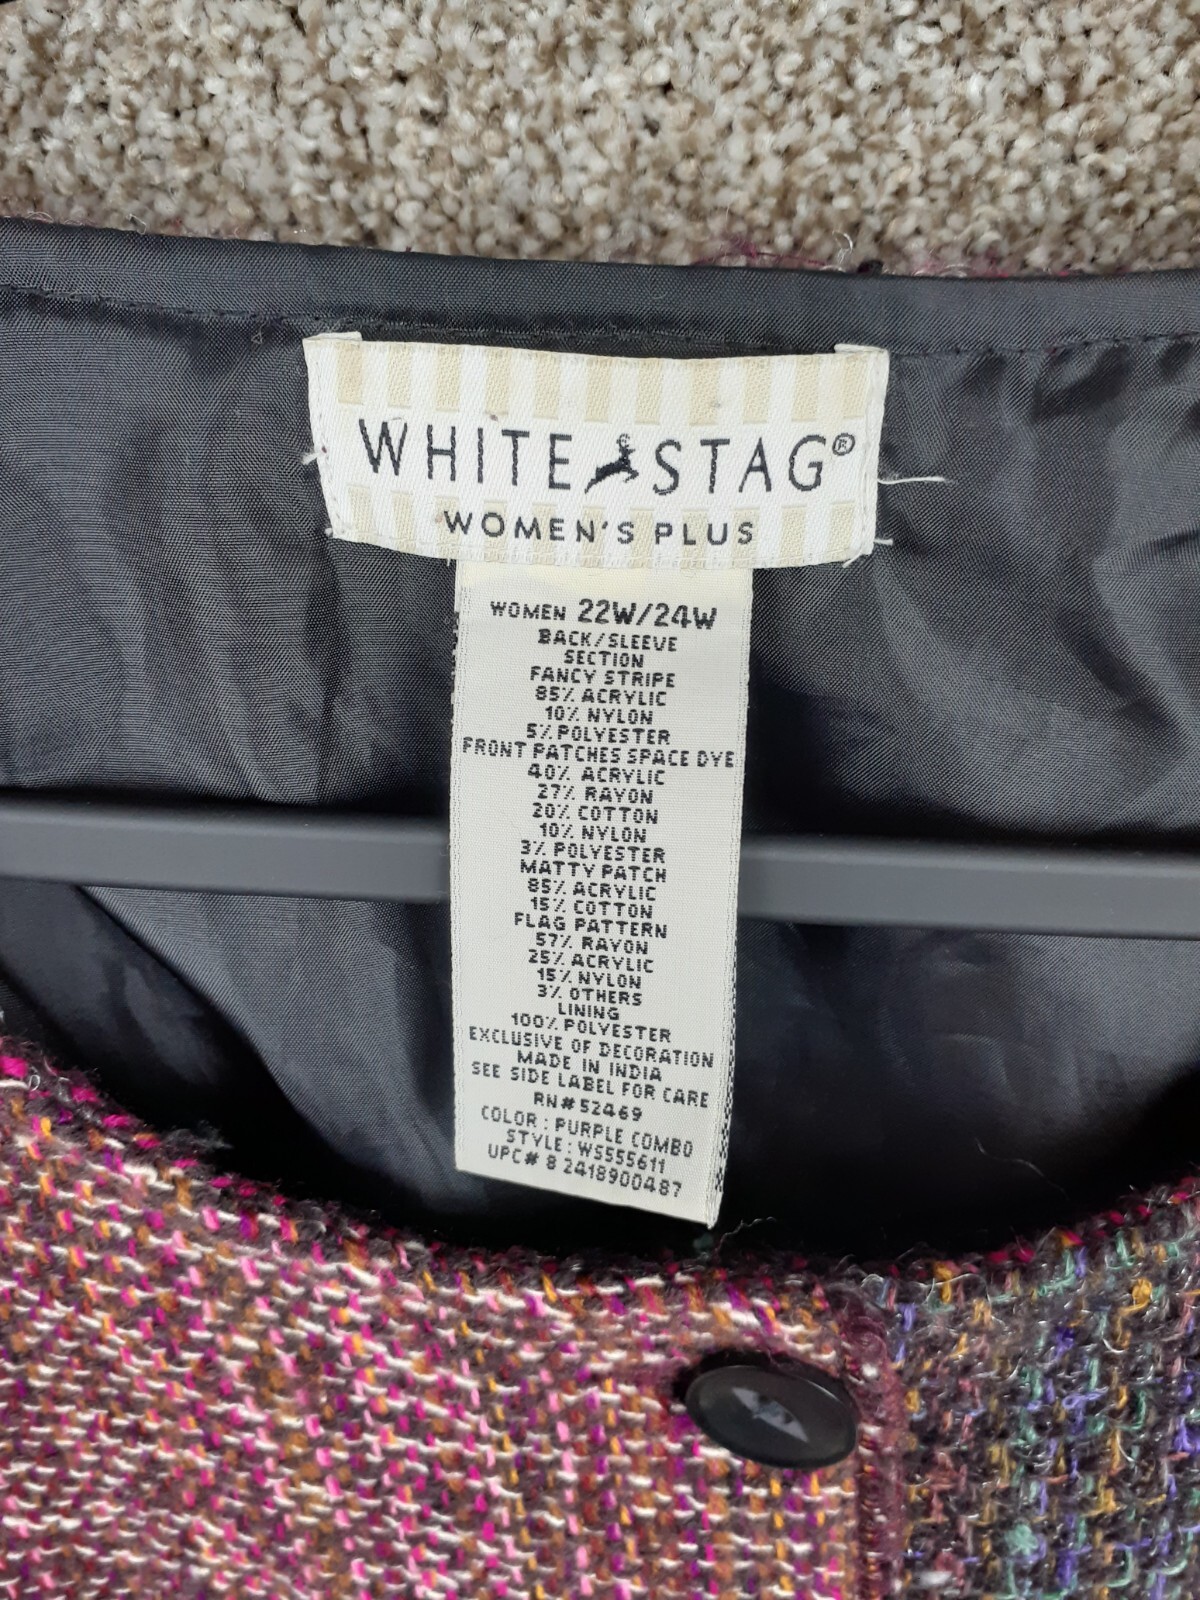 WHITE STAG®
WOMEN'S PLUS
WOMEN 22W/24W
BACK/SLEEVE
SECTION
FANCY STRIPE
85% ACRYLIC
10% NYLON
5% POLYESTER
FRONT PATCHES SPACE DYE
40% ACRYLIC
27% RAYON
20% COTTON
10% NYLON
3% POLYESTER
MATTY PATCH
85% ACRYLIC
15% COTTON
FLAG PATTERN
57% RAYON
25% ACRYLIC
15% NYLON
3% OTHERS
LINING
100% POLYESTER
EXCLUSIVE OF DECORATION
MADE IN INDIA
SEE SIDE LABEL FOR CARE
RN#52469
COLOR : PURPLE COMBO
STYLE : WS555611
UPC# 8 2418900487